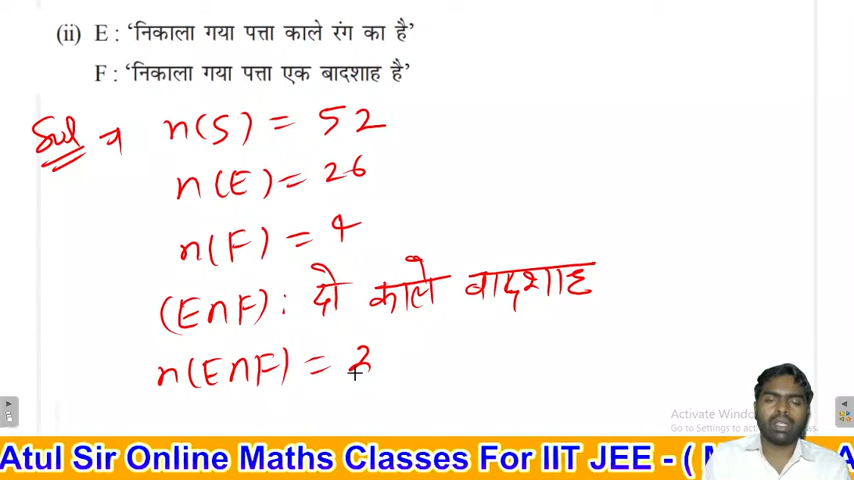 (ii) E : ‘निकाला गया पत्ता काले रंग का है’
F : ‘निकाला गया पत्ता एक बादशाह है’
Sol
n(S) = 52
n(E) = 26
n(F) = 4
(E∩F) : दो काले बादशाह
n(E∩F) = 2
Activate Windo
Go to Settings to activ
Atul Sir Online Maths Classes For IIT JEE - ( M A